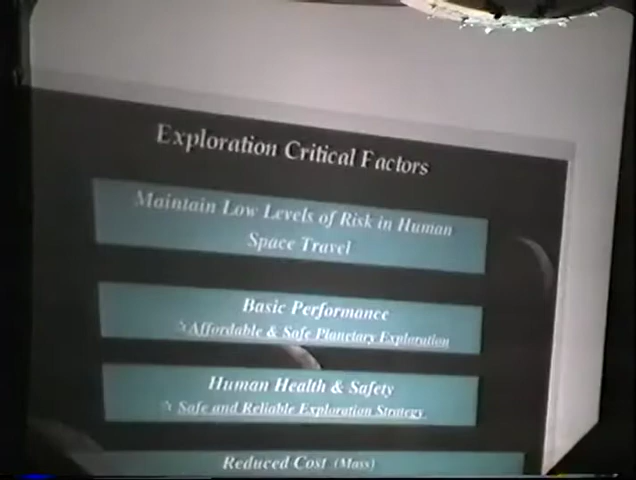 Exploration Critical Factors
Maintain Low Levels of Risk in Human
Space Travel
Basic Performance
Affordable & Safe Planetary Exploration
Human Health & Safety
Safe and Reliable Exploration Strategy
Reduced Cost (Mass)